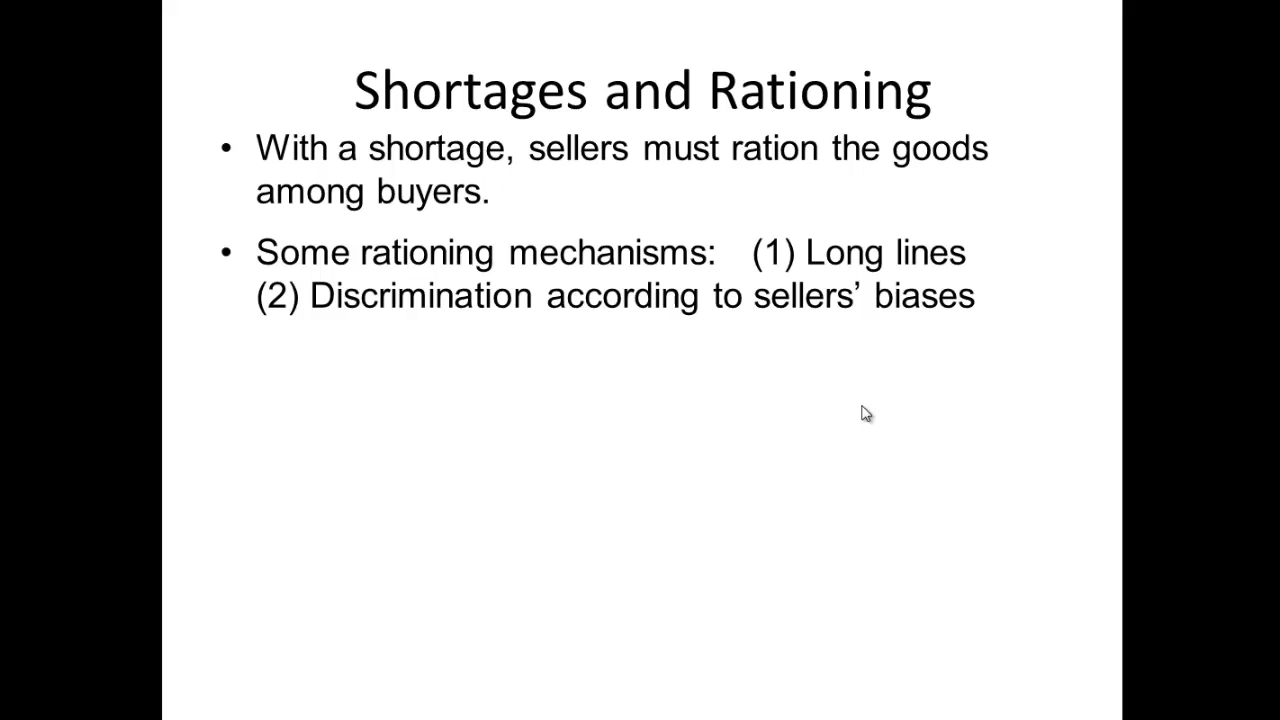 Shortages and Rationing
• With a shortage, sellers must ration the goods
among buyers.
• Some rationing mechanisms: (1) Long lines
(2) Discrimination according to sellers’ biases